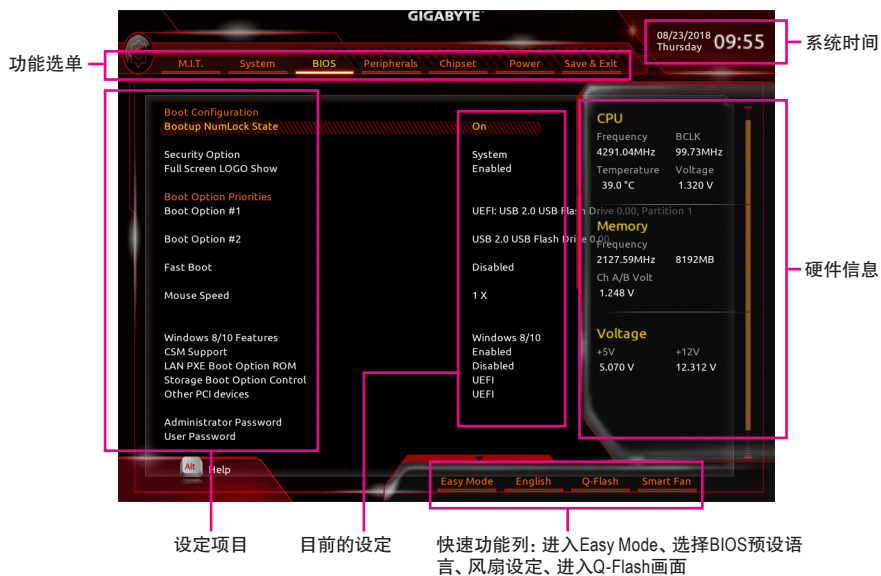 GIGABYTE
08/23/2018
Thursday
09:55
系统时间
功能选单
M.I.T. System BIOS Peripherals Chipset Power Save & Exit
Boot Configuration
Bootup NumLock State On
Security Option System
Full Screen LOGO Show Enabled
Boot Option Priorities
Boot Option #1 UEFI: USB 2.0 USB Flash Drive 0.00, Partition 1
Boot Option #2 USB 2.0 USB Flash Drive 0.00
Fast Boot Disabled
Mouse Speed 1 X
Windows 8/10 Features Windows 8/10
CSM Support Enabled
LAN PXE Boot Option ROM Disabled
Storage Boot Option Control UEFI
Other PCI devices UEFI
Administrator Password
User Password
CPU
Frequency BCLK
4291.04MHz 99.73MHz
Temperature Voltage
39.0 °C 1.320 V
Memory
Frequency
2127.59MHz 8192MB
Ch A/B Volt
1.248 V
Voltage
+5V +12V
5.070 V 12.312 V
硬件信息
Alt Help
Easy Mode English Q-Flash Smart Fan
设定项目
目前的设定
快速功能列: 进入Easy Mode、选择BIOS预设语
言、风扇设定、进入Q-Flash画面